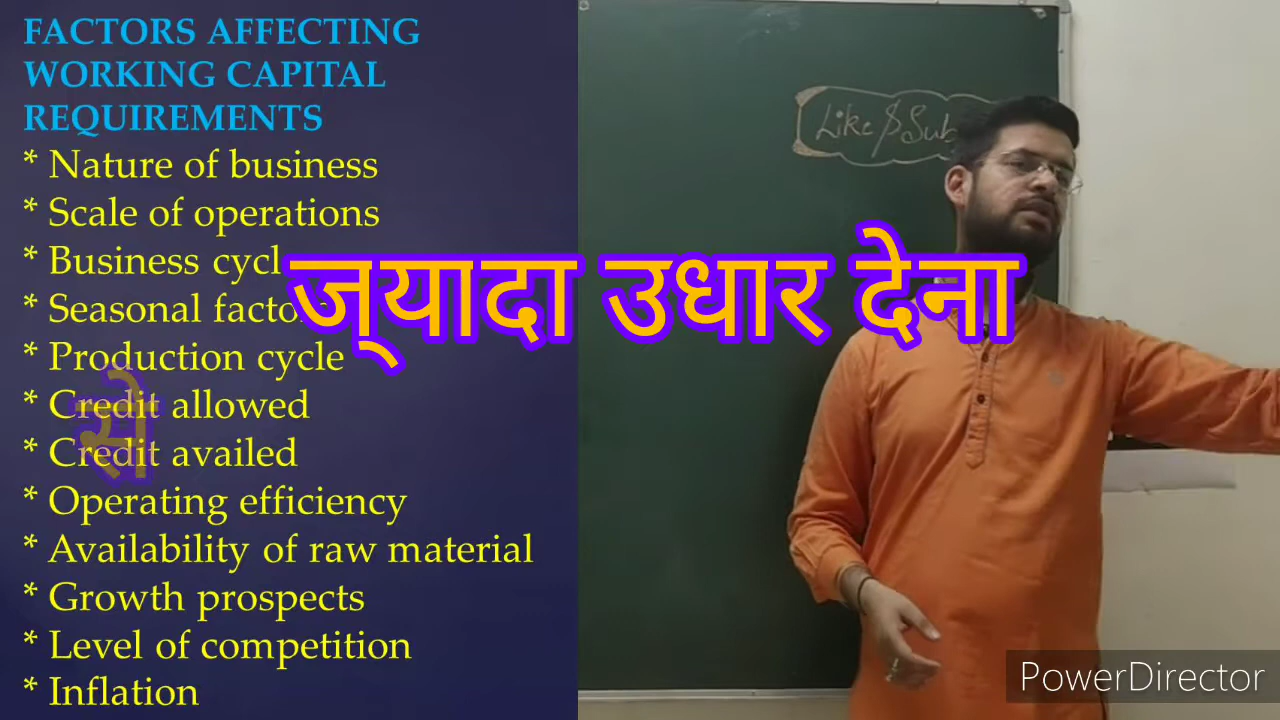 FACTORS AFFECTING
WORKING CAPITAL
REQUIREMENTS
* Nature of business
* Scale of operations
* Business cycl
* Seasonal factor
* Production cycle
* Credit allowed
* Credit availed
* Operating efficiency
* Availability of raw material
* Growth prospects
* Level of competition
* Inflation
ज्यादा उधार देना
से
Like & Sub
PowerDirector